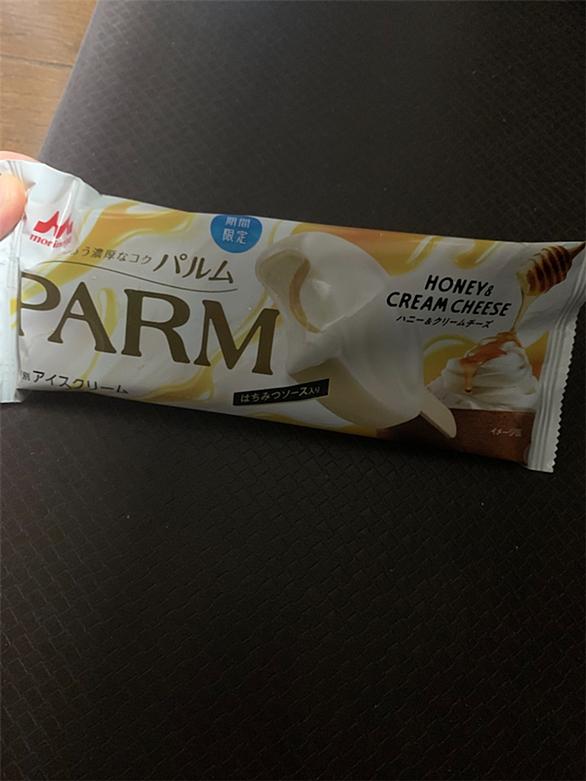 期間
限定
濃厚なコク パルム
PARM
アイスクリーム
はちみつソース入り
HONEY&
CREAM CHEESE
ハニー&クリームチーズ
イメージ図